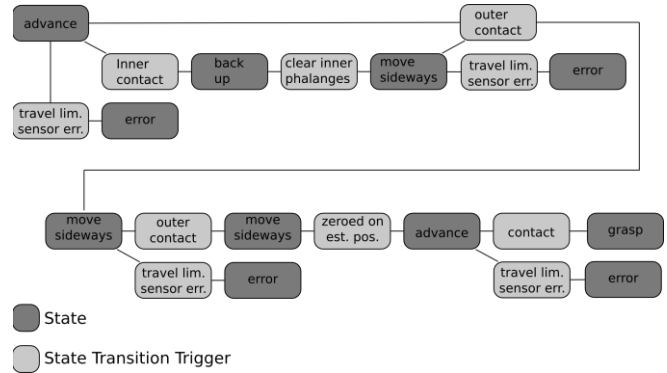 advance
outer
contact
Inner
contact
back
up
clear inner
phalanges
move
sideways
travel lim.
sensor err.
error
travel lim.
sensor err.
error
move
sideways
outer
contact
move
sideways
zeroed on
est. pos.
advance
contact
grasp
travel lim.
sensor err.
error
travel lim.
sensor err.
error
State
State Transition Trigger